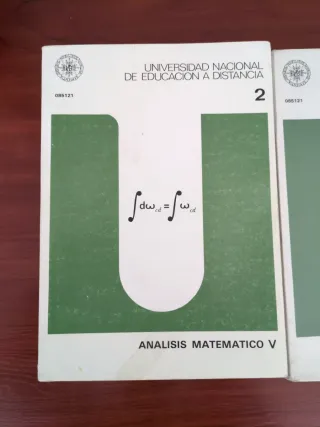 UNIVERSIDAD NACIONAL
DE EDUCACION A DISTANCIA
086121
2
∫dω = ∫ω
ANALISIS MATEMATICO V
086121